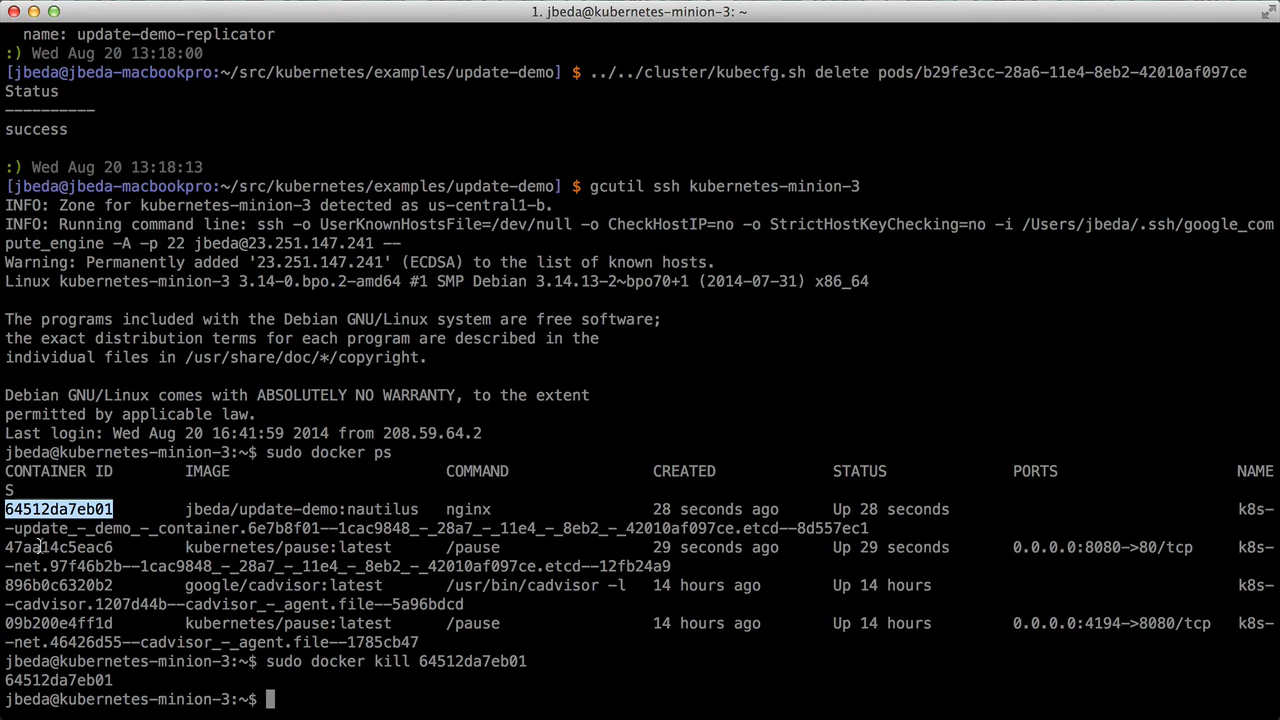 1. jbeda@kubernetes-minion-3: ~
name: update-demo-replicator
:) Wed Aug 20 13:18:00
[jbeda@jbeda-macbookpro:~/src/kubernetes/examples/update-demo] $ ../../cluster/kubecfg.sh delete pods/b29fe3cc-28a6-11e4-8eb2-42010af097ce
Status
----------
success
:) Wed Aug 20 13:18:13
[jbeda@jbeda-macbookpro:~/src/kubernetes/examples/update-demo] $ gcutil ssh kubernetes-minion-3
INFO: Zone for kubernetes-minion-3 detected as us-central1-b.
INFO: Running command line: ssh -o UserKnownHostsFile=/dev/null -o CheckHostIP=no -o StrictHostKeyChecking=no -i /Users/jbeda/.ssh/google_com
pute_engine -A -p 22 jbeda@23.251.147.241 --
Warning: Permanently added '23.251.147.241' (ECDSA) to the list of known hosts.
Linux kubernetes-minion-3 3.14-0.bpo.2-amd64 #1 SMP Debian 3.14.13-2~bpo70+1 (2014-07-31) x86_64
The programs included with the Debian GNU/Linux system are free software;
the exact distribution terms for each program are described in the
individual files in /usr/share/doc/*/copyright.
Debian GNU/Linux comes with ABSOLUTELY NO WARRANTY, to the extent
permitted by applicable law.
Last login: Wed Aug 20 16:41:59 2014 from 208.59.64.2
jbeda@kubernetes-minion-3:~$ sudo docker ps
CONTAINER ID IMAGE COMMAND CREATED STATUS PORTS NAME
S
64512da7eb01 jbeda/update-demo:nautilus nginx 28 seconds ago Up 28 seconds k8s-
-update_-_demo_-_container.6e7b8f01--1cac9848_-_28a7_-_11e4_-_8eb2_-_42010af097ce.etcd--8d557ec1
47aa14c5eac6 kubernetes/pause:latest /pause 29 seconds ago Up 29 seconds 0.0.0.0:8080->80/tcp k8s-
-net.97f46b2b--1cac9848_-_28a7_-_11e4_-_8eb2_-_42010af097ce.etcd--12fb24a9
896b0c6320b2 google/cadvisor:latest /usr/bin/cadvisor -l 14 hours ago Up 14 hours k8s-
-cadvisor.1207d44b--cadvisor_-_agent.file--5a96bdcd
09b200e4ff1d kubernetes/pause:latest /pause 14 hours ago Up 14 hours 0.0.0.0:4194->8080/tcp k8s-
-net.46426d55--cadvisor_-_agent.file--1785cb47
jbeda@kubernetes-minion-3:~$ sudo docker kill 64512da7eb01
64512da7eb01
jbeda@kubernetes-minion-3:~$